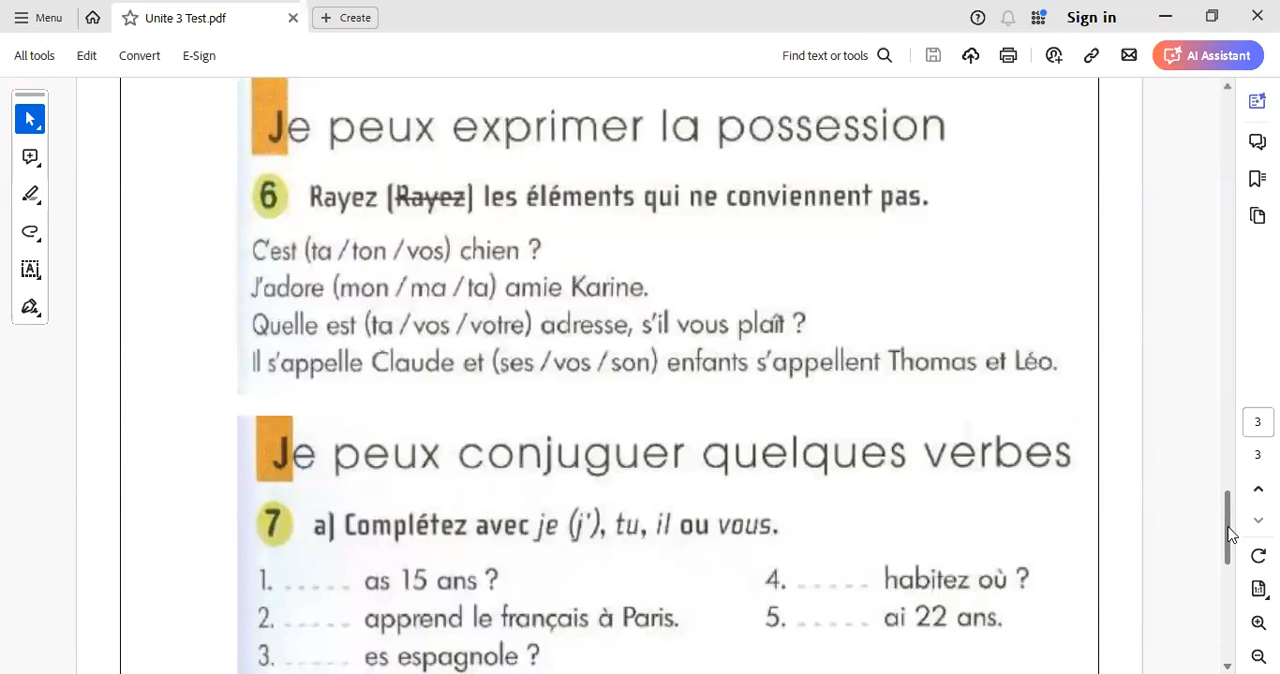 Menu
Unite 3 Test.pdf
Create
Sign in
All tools
Edit
Convert
E-Sign
Find text or tools
AI Assistant
Je peux exprimer la possession
6 Rayez (Rayez) les éléments qui ne conviennent pas.
C'est (ta / ton / vos) chien ?
J'adore (mon / ma / ta) amie Karine.
Quelle est (ta / vos / votre) adresse, s'il vous plaît ?
Il s'appelle Claude et (ses / vos / son) enfants s'appellent Thomas et Léo.
Je peux conjuguer quelques verbes
7 a) Complétez avec je (j'), tu, il ou vous.
1. ..... as 15 ans ?
2. ..... apprend le français à Paris.
3. ..... es espagnole ?
4. ..... habitez où ?
5. ..... ai 22 ans.
3
3